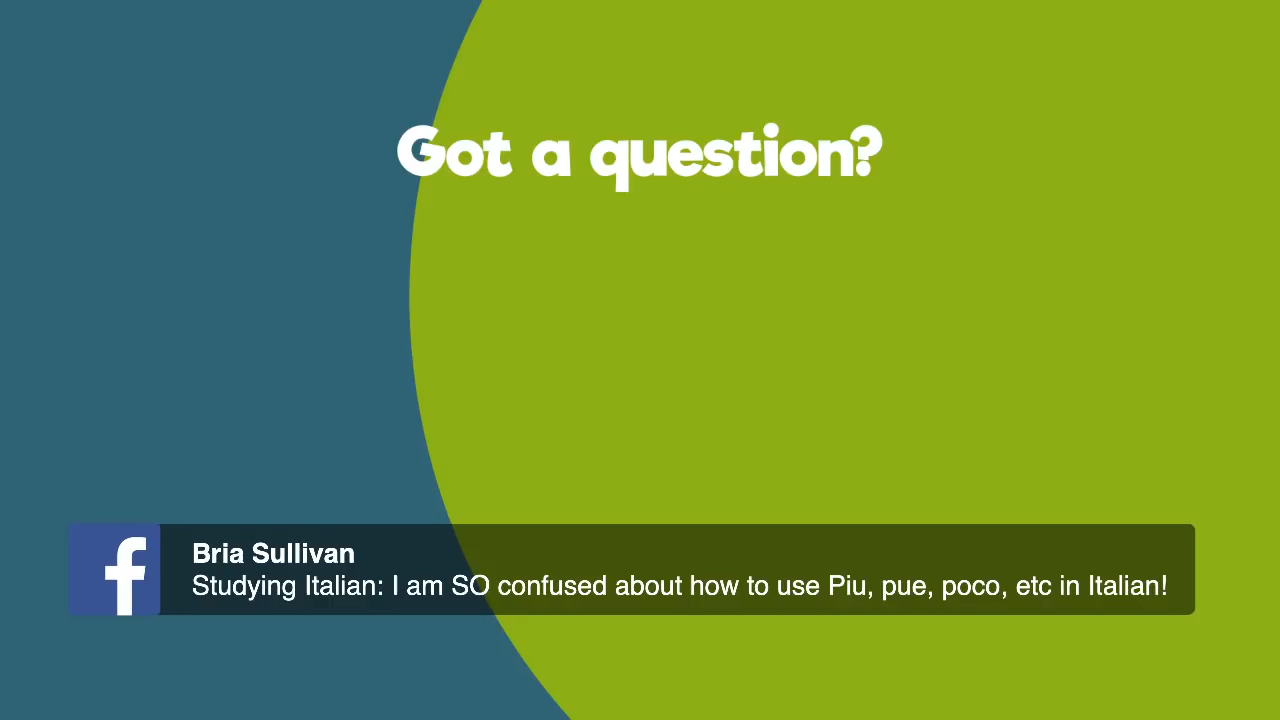 Got a question?
Bria Sullivan
Studying Italian: I am SO confused about how to use Piu, pue, poco, etc in Italian!